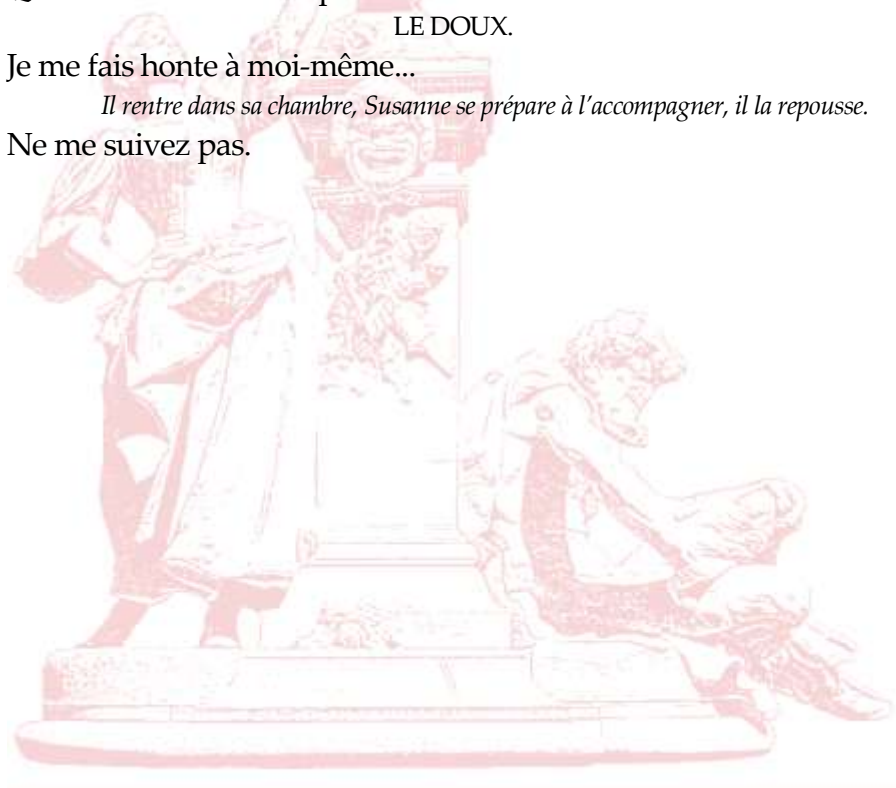 LE DOUX.
Je me fais honte à moi-même...
Il rentre dans sa chambre, Susanne se prépare à l’accompagner, il la repousse.
Ne me suivez pas.